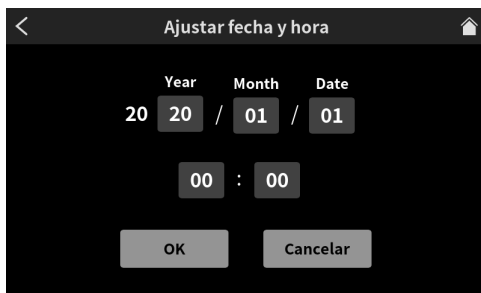 Ajustar fecha y hora
Year Month Date
20 20 / 01 / 01
00 : 00
OK Cancelar